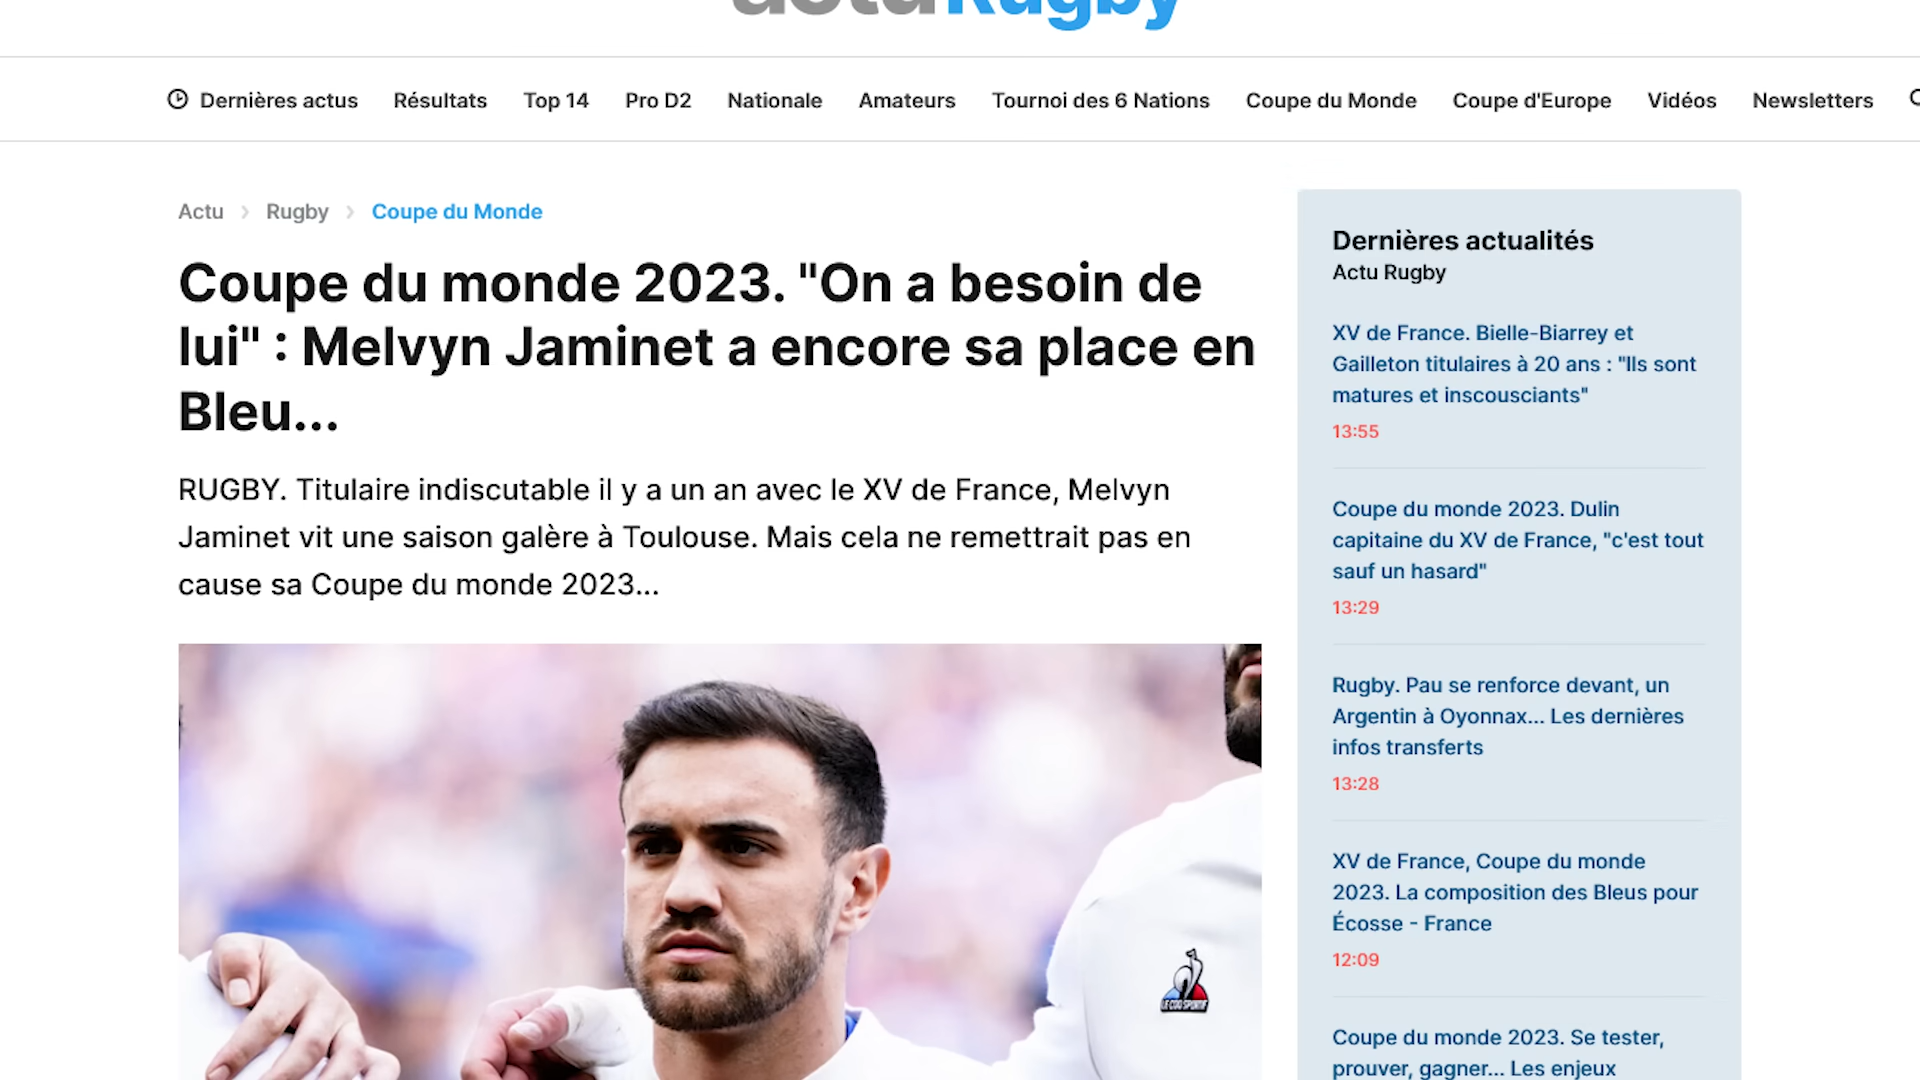 actu Rugby
Dernières actus Résultats Top 14 Pro D2 Nationale Amateurs Tournoi des 6 Nations Coupe du Monde Coupe d'Europe Vidéos Newsletters
Actu > Rugby > Coupe du Monde
Coupe du monde 2023. "On a besoin de
lui" : Melvyn Jaminet a encore sa place en
Bleu...
RUGBY. Titulaire indiscutable il y a un an avec le XV de France, Melvyn
Jaminet vit une saison galère à Toulouse. Mais cela ne remettrait pas en
cause sa Coupe du monde 2023...
LE COQ SPORTIF
Dernières actualités
Actu Rugby
XV de France. Bielle-Biarrey et
Gailleton titulaires à 20 ans : "Ils sont
matures et inscousciants"
13:55
Coupe du monde 2023. Dulin
capitaine du XV de France, "c'est tout
sauf un hasard"
13:29
Rugby. Pau se renforce devant, un
Argentin à Oyonnax... Les dernières
infos transferts
13:28
XV de France, Coupe du monde
2023. La composition des Bleus pour
Écosse - France
12:09
Coupe du monde 2023. Se tester,
prouver, gagner... Les enjeux